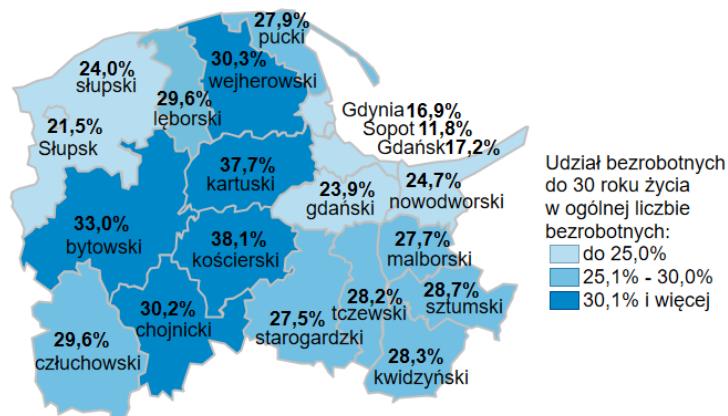 27,9%
pucki
24,0%
słupski
30,3%
wejherowski
29,6%
lęborski
Gdynia 16,9%
Sopot 11,8%
Gdańsk 17,2%
21,5%
Słupsk
37,7%
kartuski
23,9%
gdański
24,7%
nowodworski
33,0%
bytowski
38,1%
kościerski
27,7%
malborski
30,2%
chojnicki
27,5%
starogardzki
28,2%
tczewski
28,7%
sztumski
29,6%
człuchowski
28,3%
kwidzyński
Udział bezrobotnych
do 30 roku życia
w ogólnej liczbie
bezrobotnych:
do 25,0%
25,1% - 30,0%
30,1% i więcej